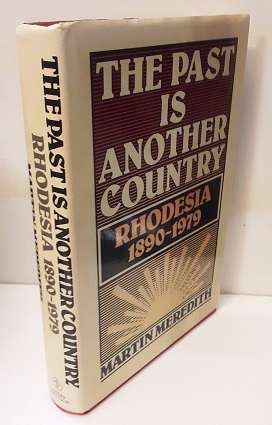 THE PAST
IS
ANOTHER
COUNTRY
RHODESIA
1890-1979
MARTIN MEREDITH
THE PAST IS ANOTHER COUNTRY
RHODESIA 1890-1979